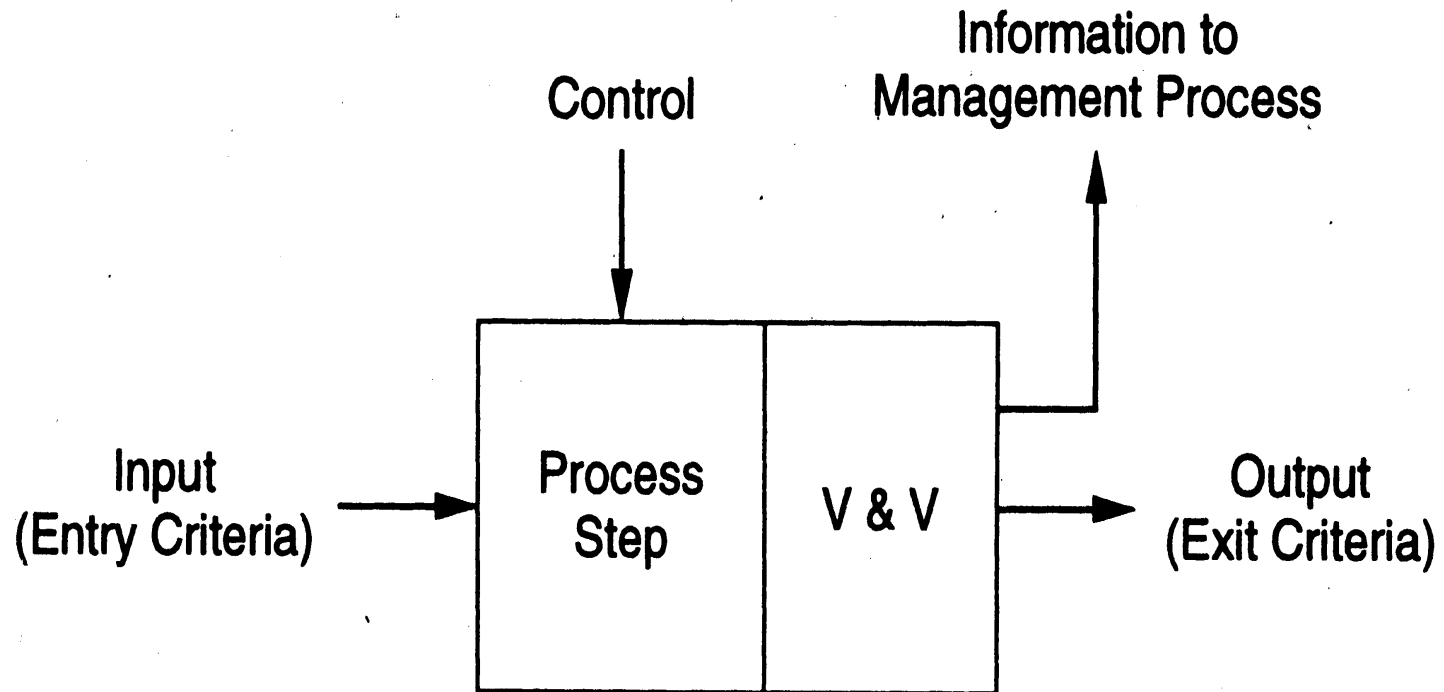 Information to
Management Process
Control
Input
(Entry Criteria)
Process
Step
V & V
Output
(Exit Criteria)